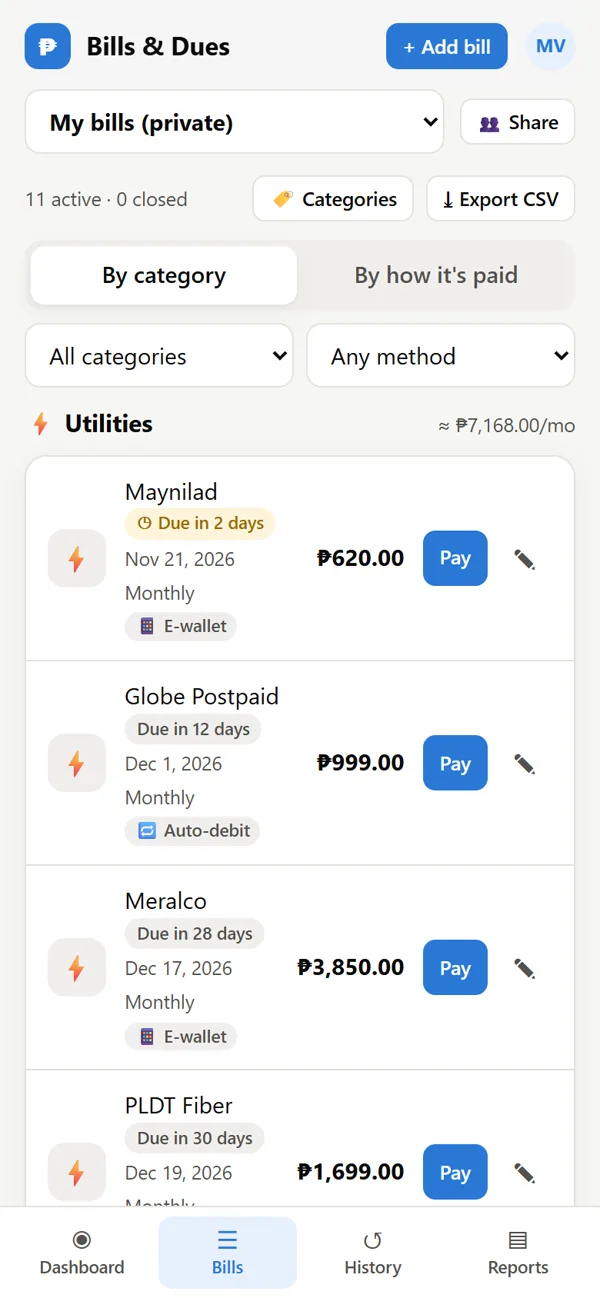 ₱ Bills & Dues + Add bill MV
My bills (private) Share
11 active · 0 closed Categories ⤓ Export CSV
By category By how it's paid
All categories Any method
Utilities ≈ ₱7,168.00/mo
Maynilad
Due in 2 days
Nov 21, 2026 ₱620.00 Pay
Monthly
E-wallet
Globe Postpaid
Due in 12 days
Dec 1, 2026 ₱999.00 Pay
Monthly
Auto-debit
Meralco
Due in 28 days
Dec 17, 2026 ₱3,850.00 Pay
Monthly
E-wallet
PLDT Fiber
Due in 30 days
Dec 19, 2026 ₱1,699.00 Pay
Monthly
Dashboard Bills History Reports